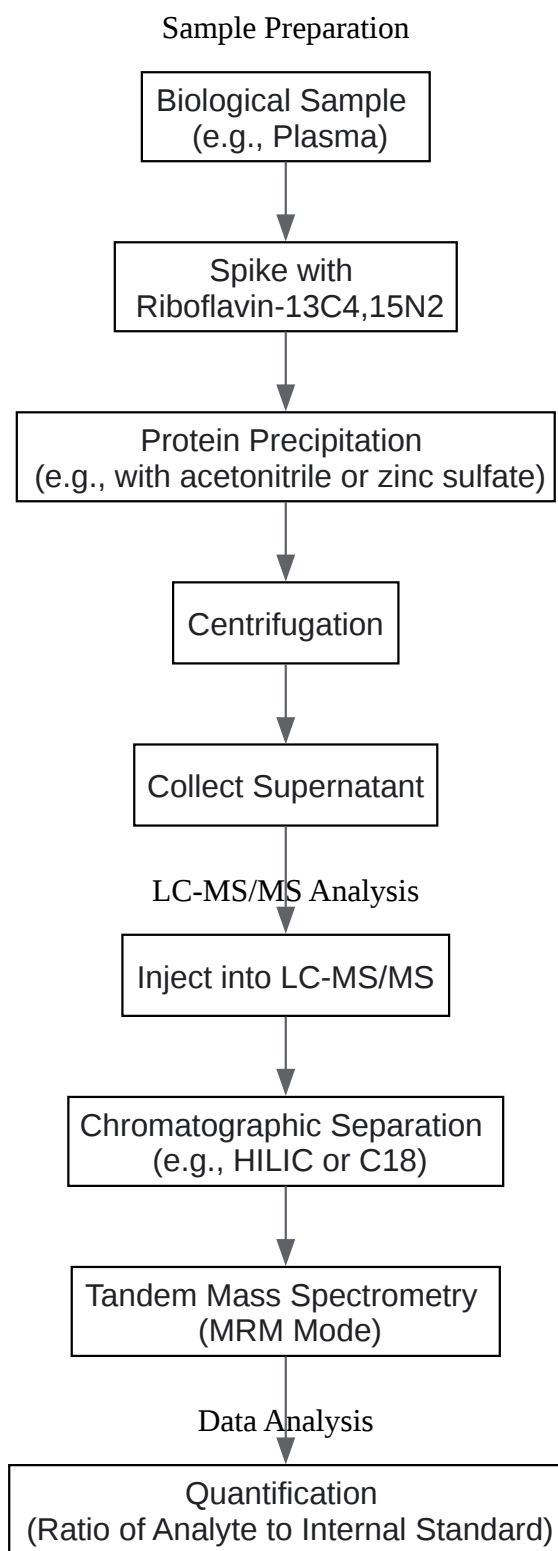 Sample Preparation
Biological Sample
(e.g., Plasma)
Spike with
Riboflavin-13C4,15N2
Protein Precipitation
(e.g., with acetonitrile or zinc sulfate)
Centrifugation
Collect Supernatant
LC-MS/MS Analysis
Inject into LC-MS/MS
Chromatographic Separation
(e.g., HILIC or C18)
Tandem Mass Spectrometry
(MRM Mode)
Data Analysis
Quantification
(Ratio of Analyte to Internal Standard)